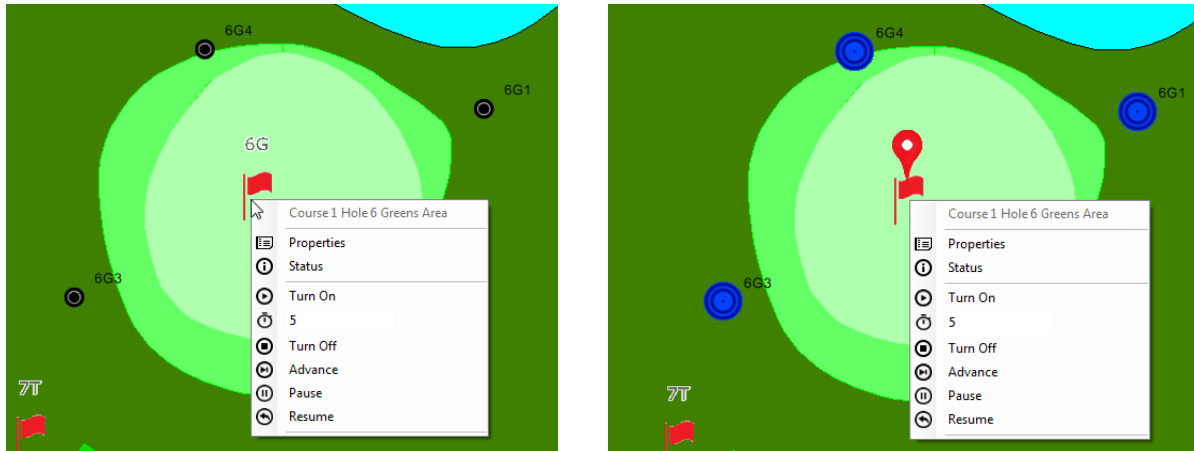 6G4
6G1
6G
6G3
7T
Course 1 Hole 6 Greens Area
Properties
Status
Turn On
5
Turn Off
Advance
Pause
Resume
6G4
6G1
6G3
7T
Course 1 Hole 6 Greens Area
Properties
Status
Turn On
5
Turn Off
Advance
Pause
Resume